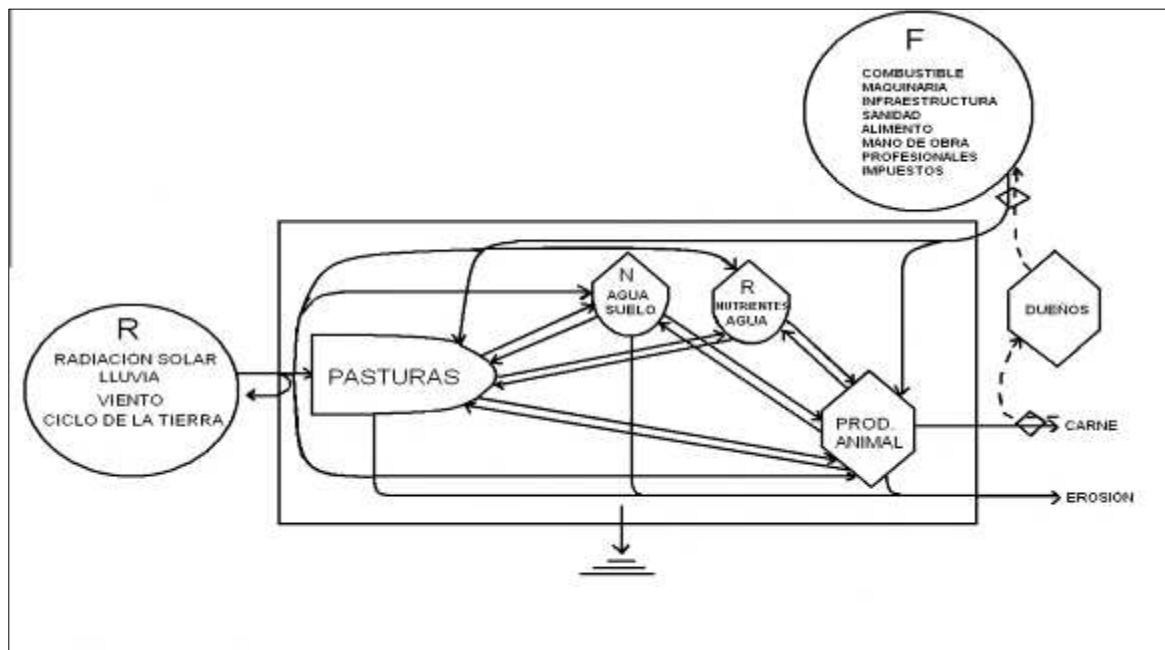 F
COMBUSTIBLE
MAQUINARIA
INFRAESTRUCTURA
SANIDAD
ALIMENTO
MANO DE OBRA
PROFESIONALES
IMPUESTOS
N
AGUA
SUELO
R
NUTRIENTES
AGUA
DUEÑOS
R
RADIACION SOLAR
LLUVIA
VIENTO
CICLO DE LA TIERRA
PASTURAS
PROD.
ANIMAL
CARNE
EROSIÓN